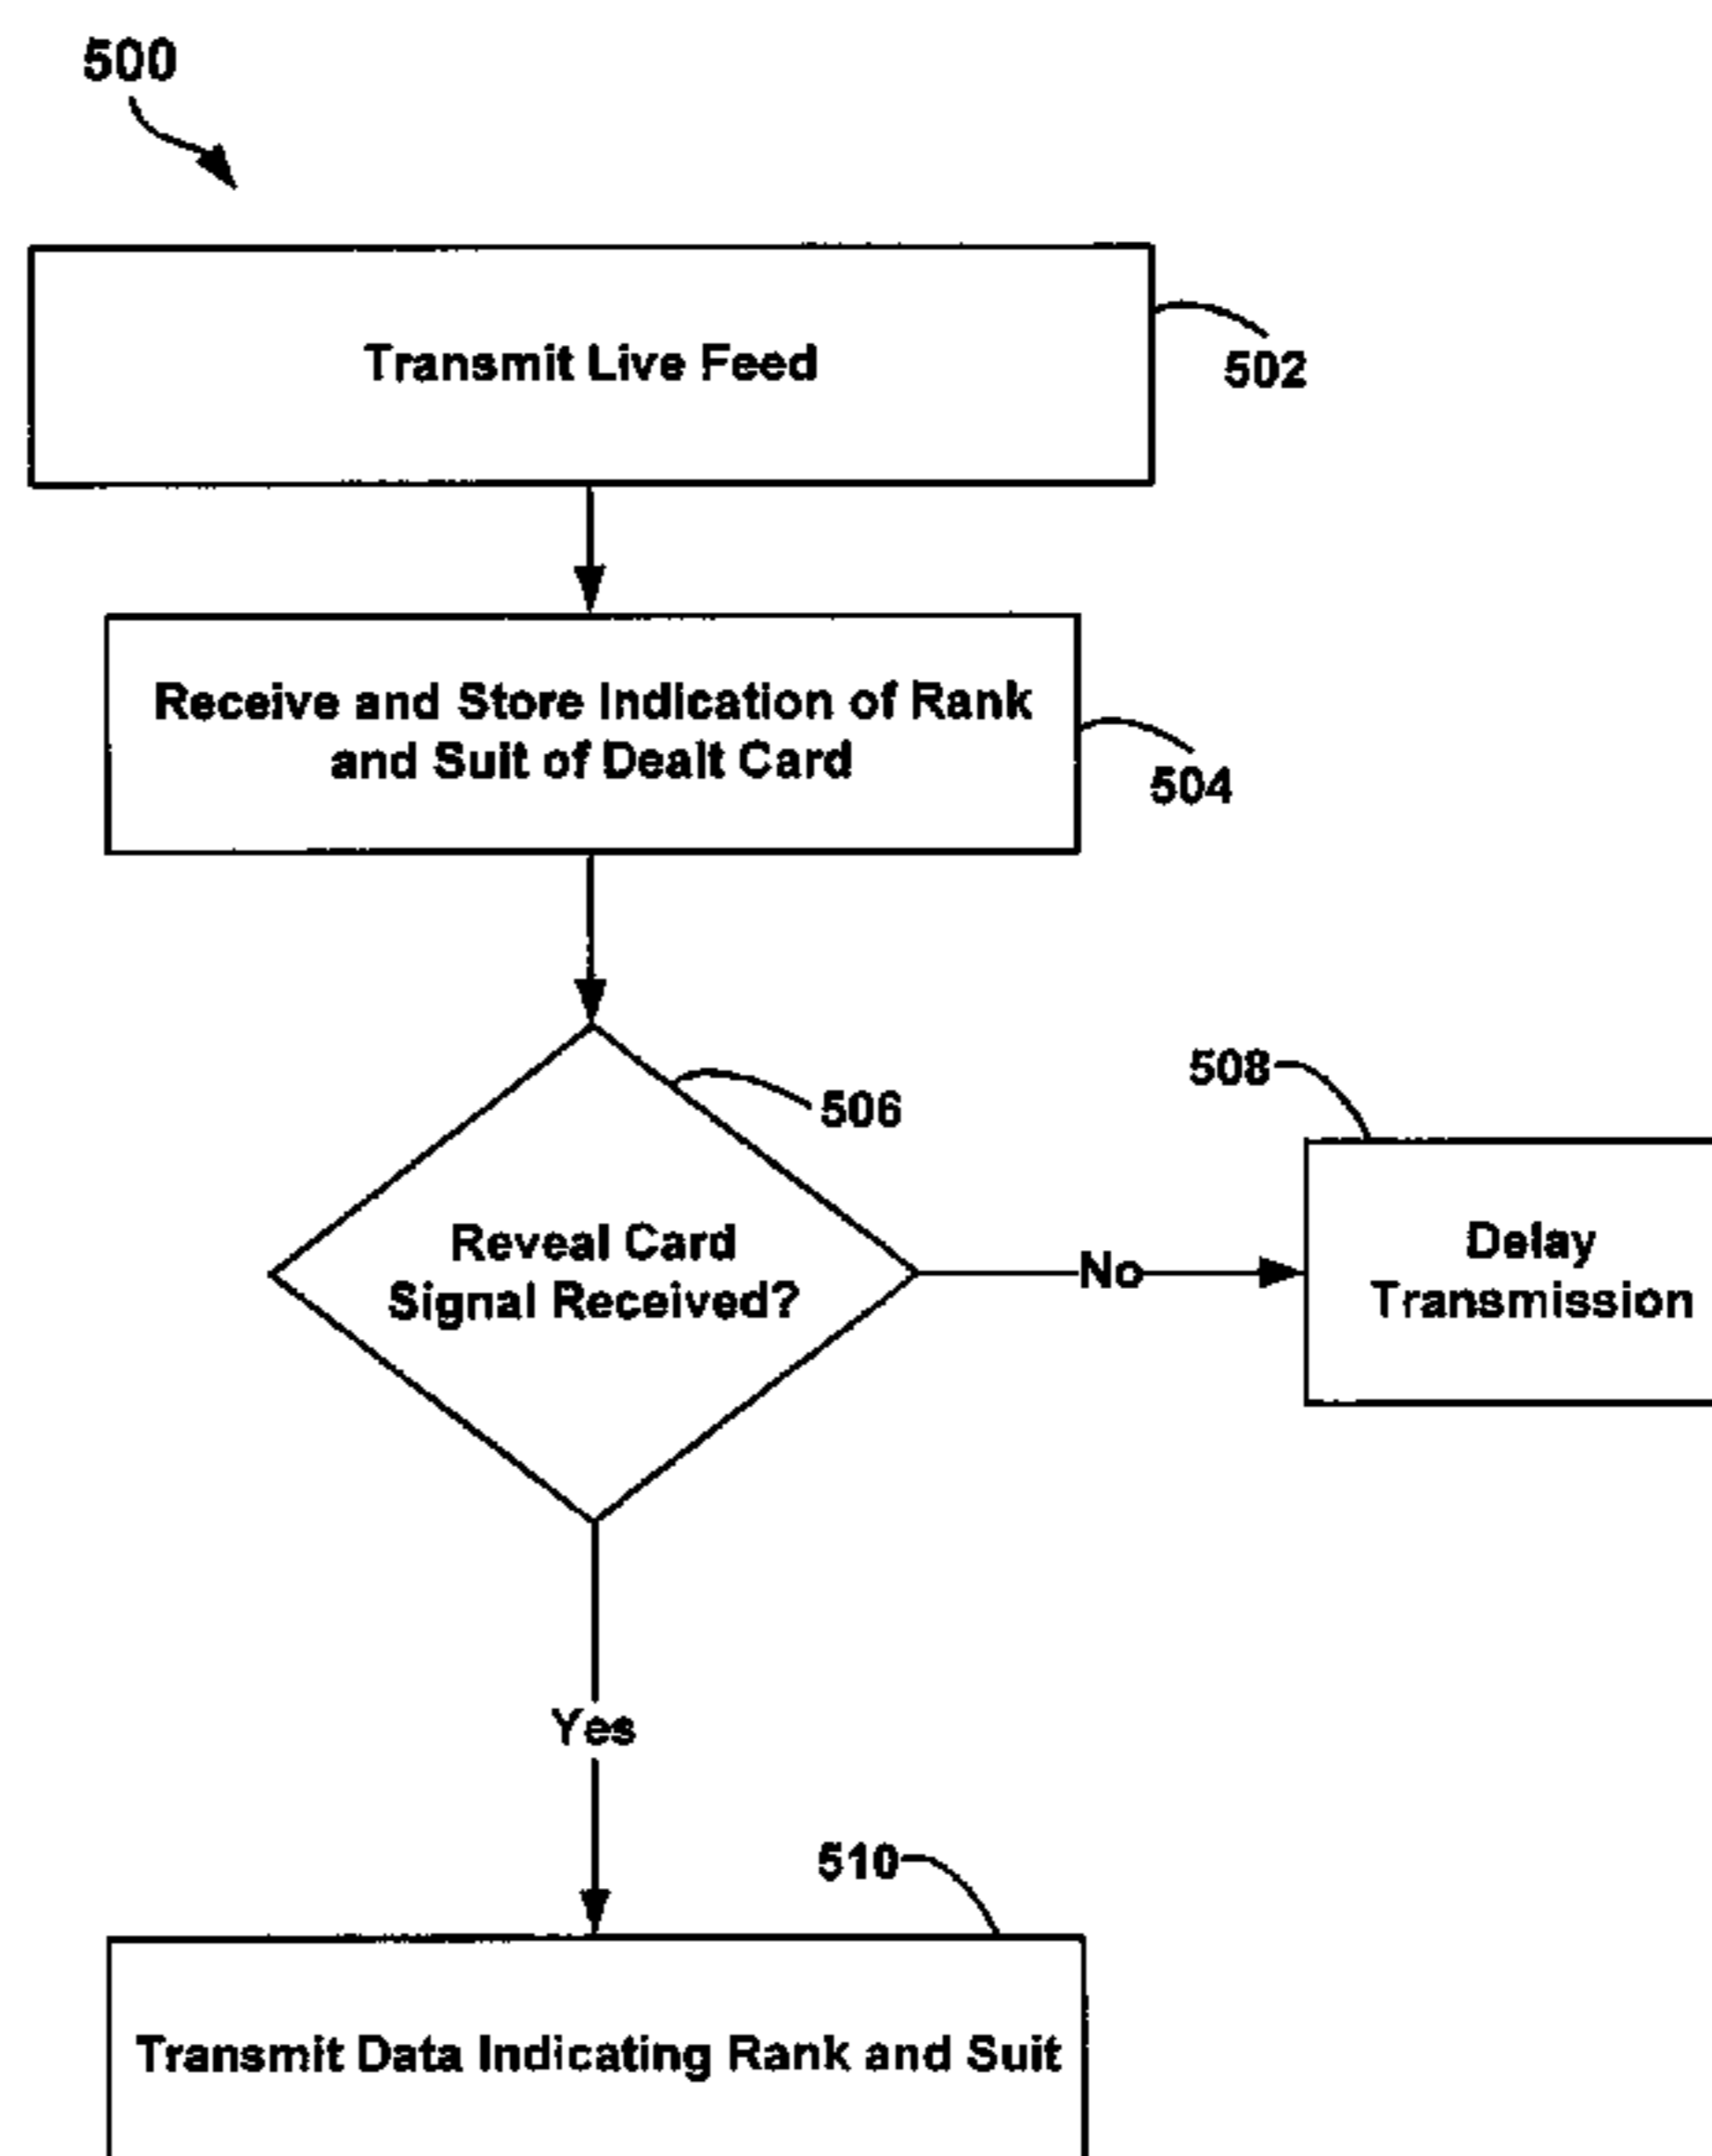 500
Transmit Live Feed
502
Receive and Store Indication of Rank
and Suit of Dealt Card
504
506
508
Reveal Card
Signal Received?
No
Delay
Transmission
Yes
510
Transmit Data Indicating Rank and Suit